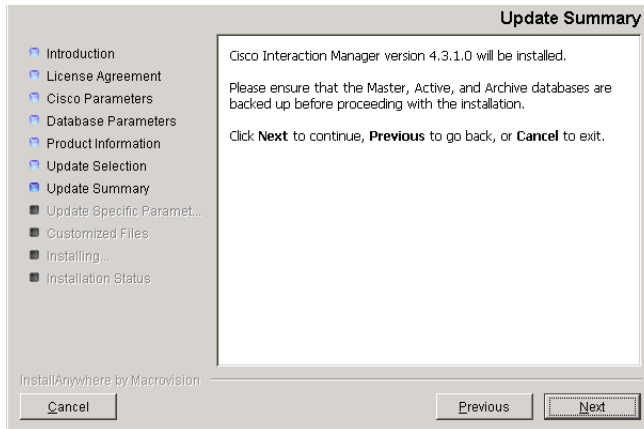 Update Summary
Introduction
License Agreement
Cisco Parameters
Database Parameters
Product Information
Update Selection
Update Summary
Update Specific Paramet...
Customized Files
Installing...
Installation Status
Cisco Interaction Manager version 4.3.1.0 will be installed.
Please ensure that the Master, Active, and Archive databases are
backed up before proceeding with the installation.
Click Next to continue, Previous to go back, or Cancel to exit.
InstallAnywhere by Macrovision
Cancel
Previous
Next